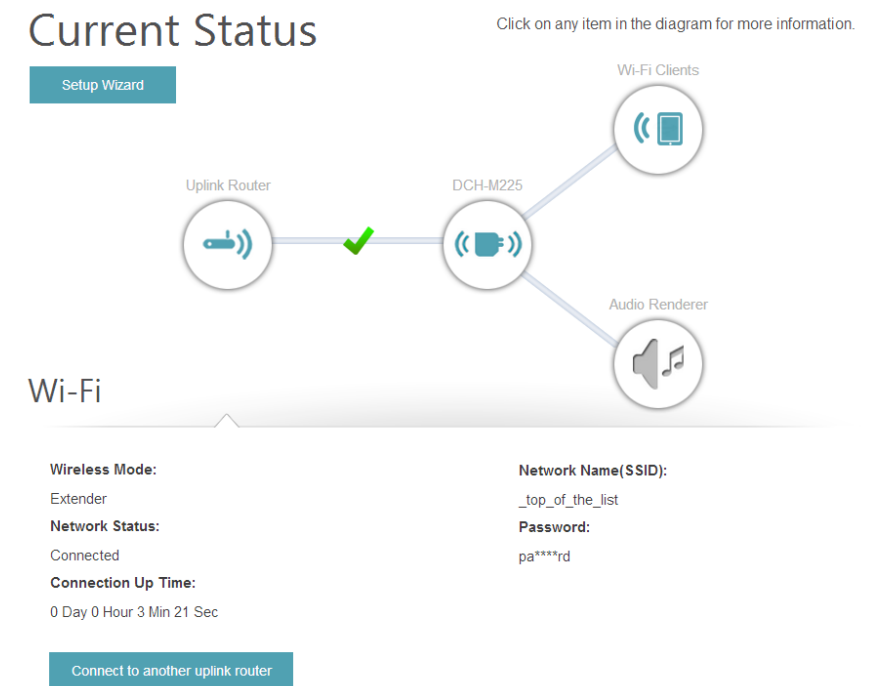 Current Status
Click on any item in the diagram for more information.
Setup Wizard
Wi-Fi Clients
Uplink Router
DCH-M225
Audio Renderer
Wi-Fi
Wireless Mode:
Extender
Network Status:
Connected
Connection Up Time:
0 Day 0 Hour 3 Min 21 Sec
Network Name(SSID):
_top_of_the_list
Password:
pa****rd
Connect to another uplink router